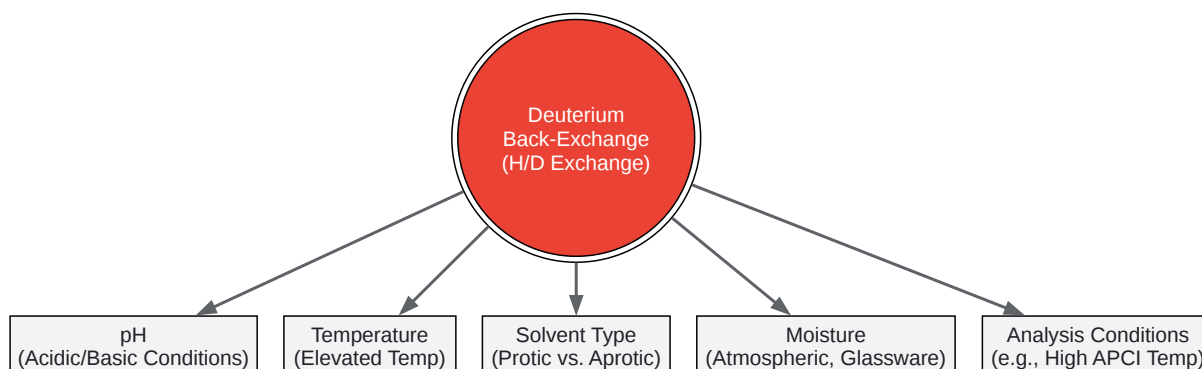 Deuterium
Back-Exchange
(H/D Exchange)
pH
(Acidic/Basic Conditions)
Temperature
(Elevated Temp)
Solvent Type
(Protic vs. Aprotic)
Moisture
(Atmospheric, Glassware)
Analysis Conditions
(e.g., High APCI Temp)